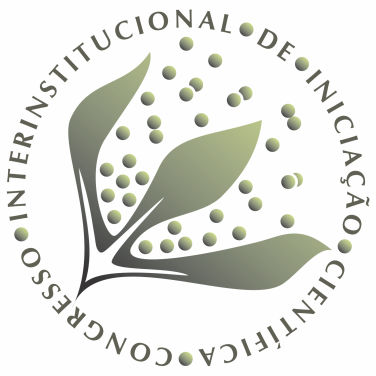 CONGRESSO INTERINSTITUCIONAL DE INICIAÇÃO CIENTÍFICA